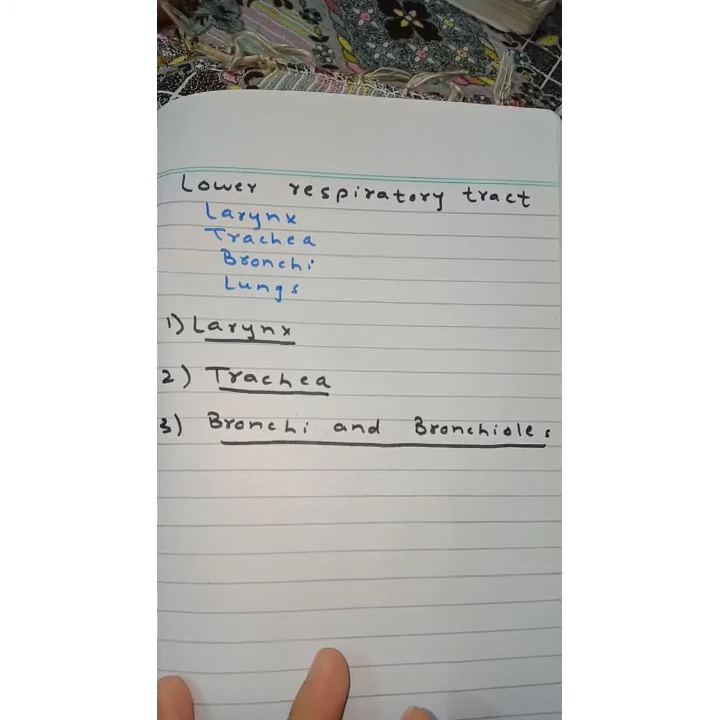 Lower respiratory tract
Larynx
Trachea
Bronchi
Lungs
1) Larynx
2) Trachea
3) Bronchi and Bronchioles